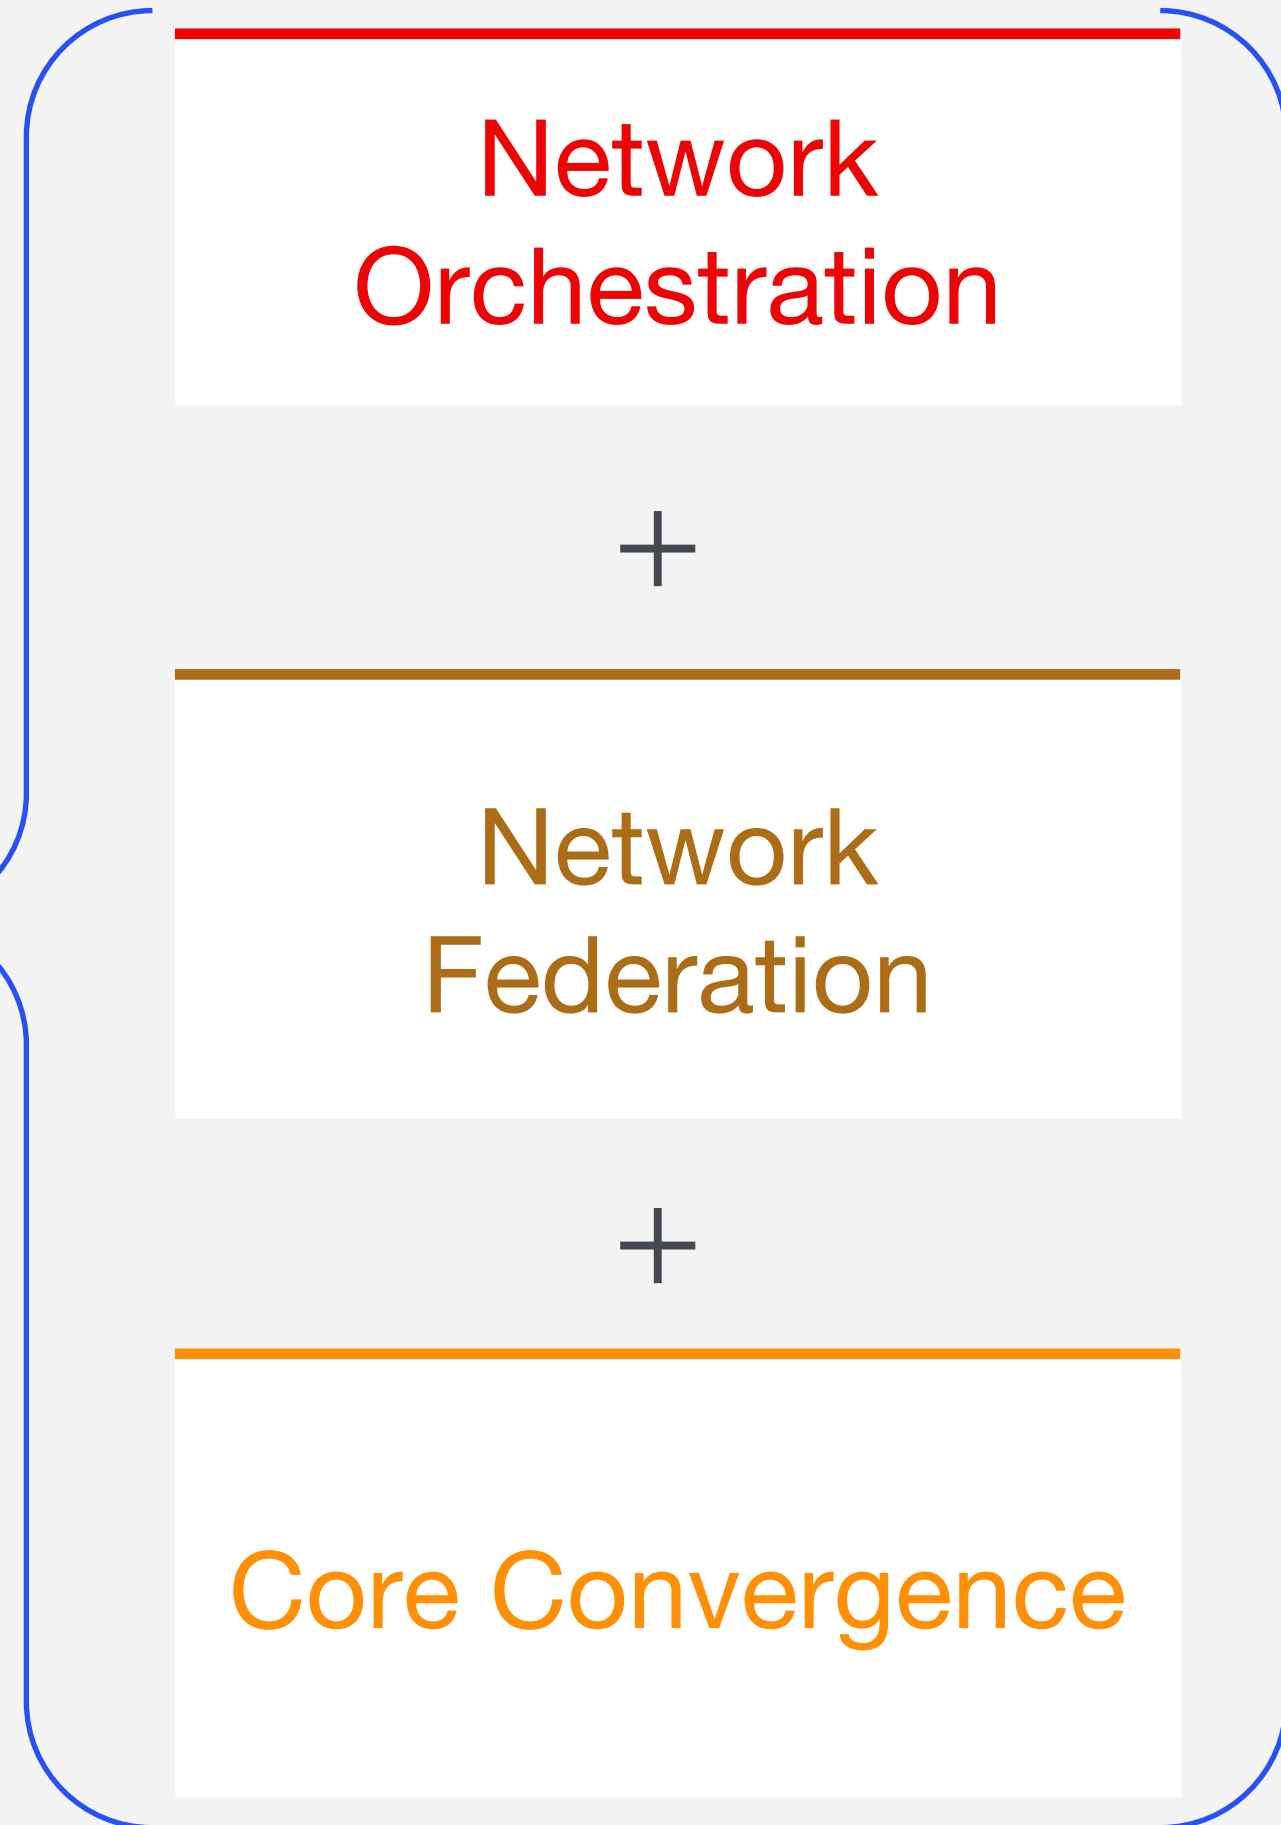 Network
Orchestration
+
Network
Federation
+
Core Convergence